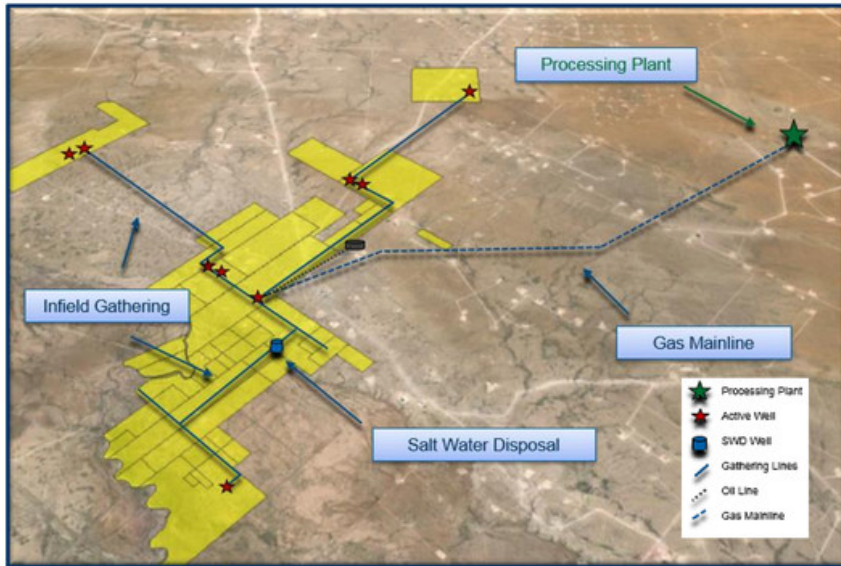 Processing Plant
Infield Gathering
Gas Mainline
Salt Water Disposal
Processing Plant
Active Well
SWD Well
Gathering Lines
Oil Line
Gas Mainline